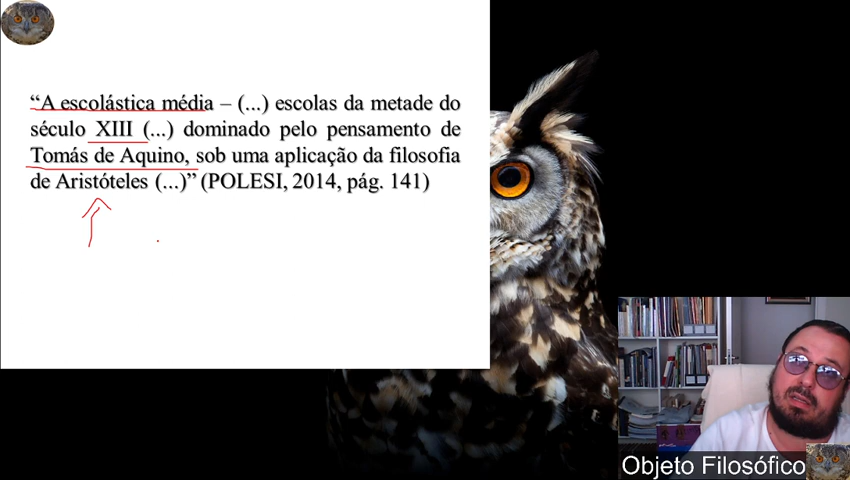 “A escolástica média – (...) escolas da metade do
século XIII (...) dominado pelo pensamento de
Tomás de Aquino, sob uma aplicação da filosofia
de Aristóteles (...)” (POLESI, 2014, pág. 141)
Objeto Filosófico